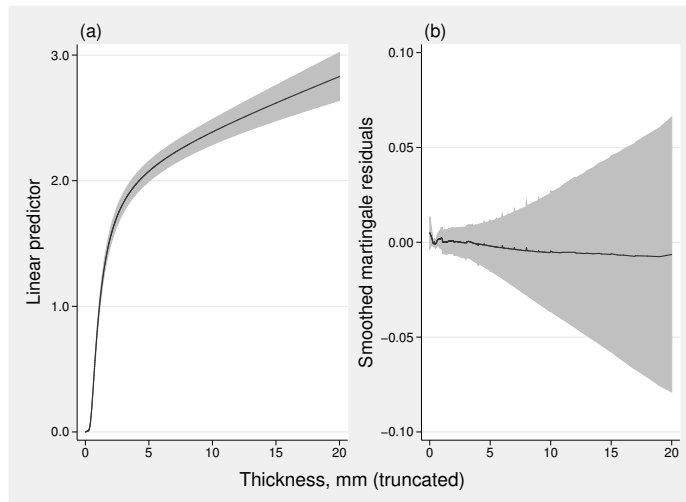 (a)
3.0
2.0
1.0
0.0
Linear predictor
0 5 10 15 20
(b)
0.10
0.05
0.00
−0.05
−0.10
Smoothed martingale residuals
0 5 10 15 20
Thickness, mm (truncated)